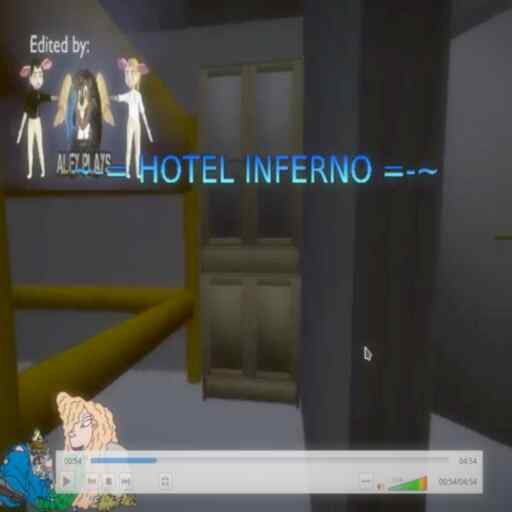 Edited by:
ALEX PLAYS
~-= HOTEL INFERNO =-~
00:54
04:54
00:54/04:54